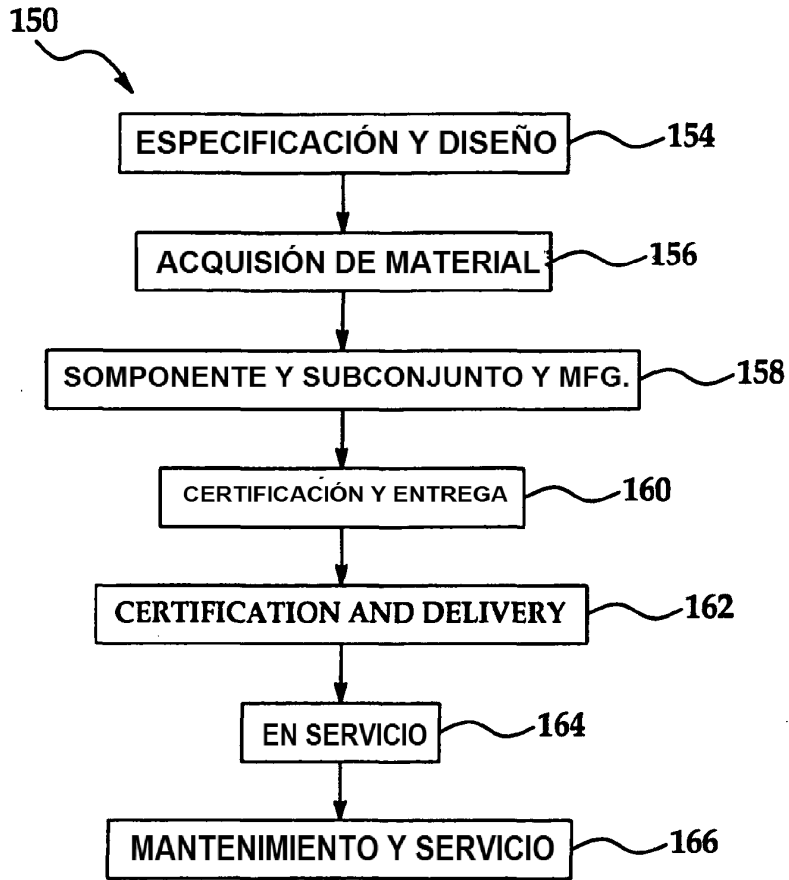 150
ESPECIFICACIÓN Y DISEÑO 154
ACQUISIÓN DE MATERIAL 156
SOMPONENTE Y SUBCONJUNTO Y MFG. 158
CERTIFICACIÓN Y ENTREGA 160
CERTIFICATION AND DELIVERY 162
EN SERVICIO 164
MANTENIMIENTO Y SERVICIO 166